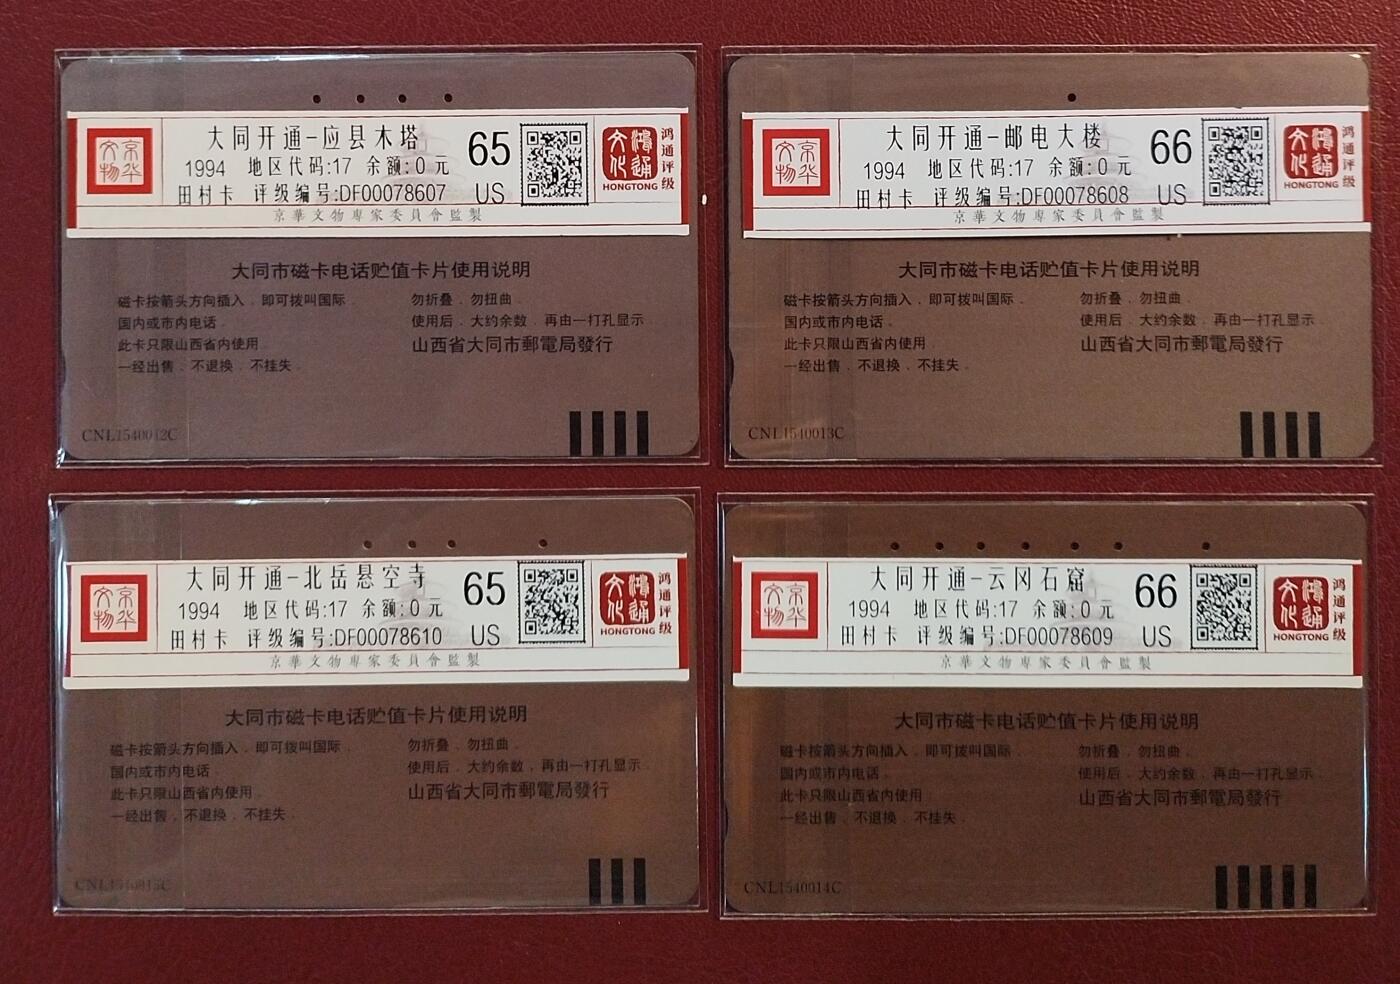 京华文物
大同开通-应县木塔
1994 地区代码:17 余额:0 元
田村卡 评级编号:DF00078607
65
US
鸿通文化
HONGTONG
鸿通评级
京華文物專家委員會監製
大同市磁卡电话贮值卡片使用说明
磁卡按箭头方向插入．即可拨叫国际．
国内或市内电话．
此卡只限山西省内使用．
一经出售．不退换．不挂失．
勿折叠．勿扭曲．
使用后．大约余数．再由一打孔显示．
山西省大同市郵電局發行
CNL1540012C
京华文物
大同开通-邮电大楼
1994 地区代码:17 余额:0 元
田村卡 评级编号:DF00078608
66
US
鸿通文化
HONGTONG
鸿通评级
京華文物專家委員會監製
大同市磁卡电话贮值卡片使用说明
磁卡按箭头方向插入．即可拨叫国际．
国内或市内电话．
此卡只限山西省内使用．
一经出售．不退换．不挂失．
勿折叠．勿扭曲．
使用后．大约余数．再由一打孔显示．
山西省大同市郵電局發行
CNL1540013C
京华文物
大同开通-北岳悬空寺
1994 地区代码:17 余额:0 元
田村卡 评级编号:DF00078610
65
US
鸿通文化
HONGTONG
鸿通评级
京華文物專家委員會監製
大同市磁卡电话贮值卡片使用说明
磁卡按箭头方向插入．即可拨叫国际．
国内或市内电话．
此卡只限山西省内使用．
一经出售．不退换．不挂失．
勿折叠．勿扭曲．
使用后．大约余数．再由一打孔显示．
山西省大同市郵電局發行
CNL1540015C
京华文物
大同开通-云冈石窟
1994 地区代码:17 余额:0 元
田村卡 评级编号:DF00078609
66
US
鸿通文化
HONGTONG
鸿通评级
京華文物專家委員會監製
大同市磁卡电话贮值卡片使用说明
磁卡按箭头方向插入．即可拨叫国际．
国内或市内电话．
此卡只限山西省内使用．
一经出售．不退换．不挂失．
勿折叠．勿扭曲．
使用后．大约余数．再由一打孔显示．
山西省大同市郵電局發行
CNL1540014C